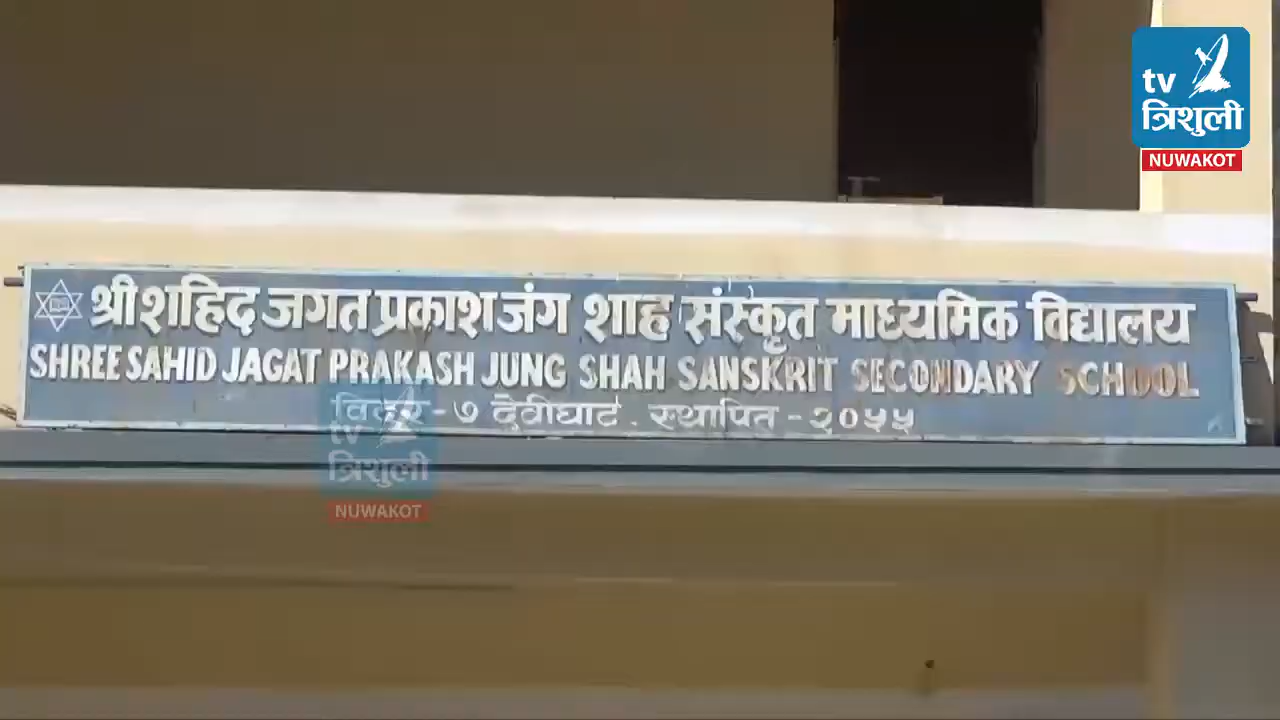 tv
त्रिशुली
NUWAKOT
श्री शहिद जगत प्रकाश जंग शाह संस्कृत माध्यमिक विद्यालय
SHREE SAHID JAGAT PRAKASH JUNG SHAH SANSKRIT SECONDARY SCHOOL
विदुर - ७ देवीघाट . स्थापित - २०५५
tv
त्रिशुली
NUWAKOT